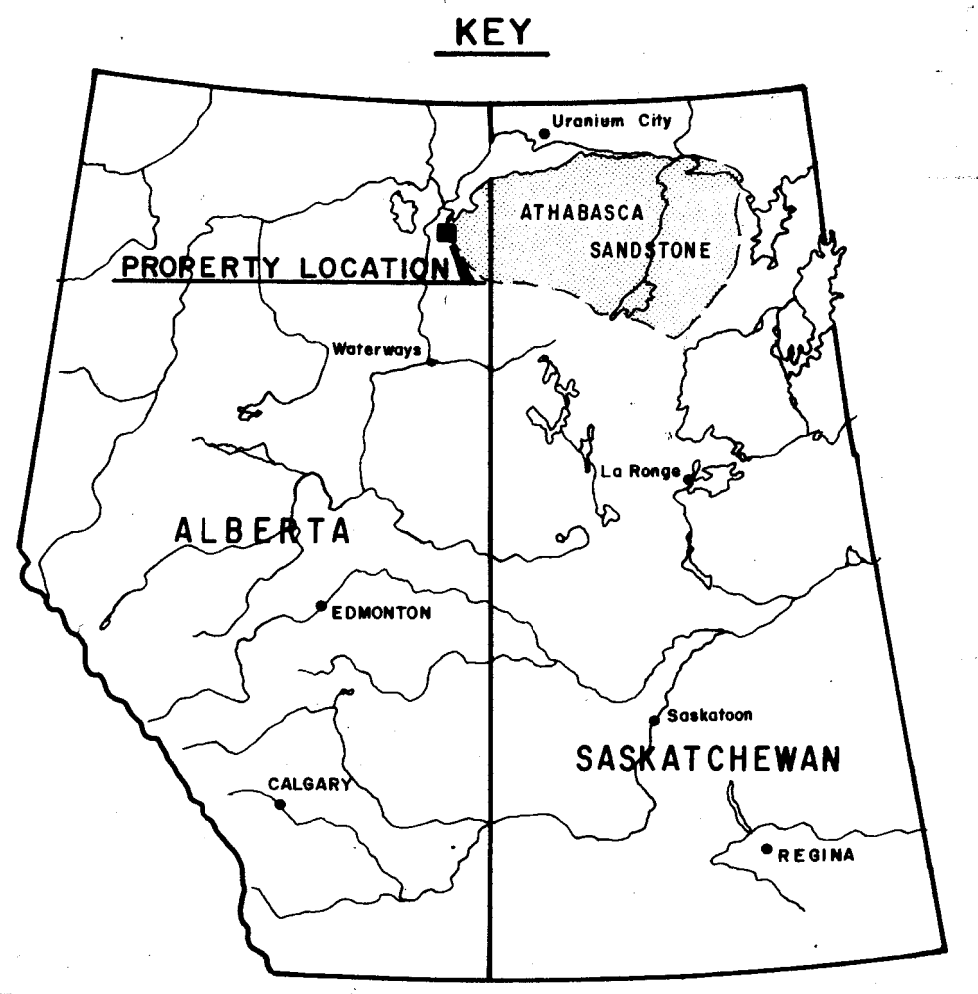 KEY
Uranium City
ATHABASCA
SANDSTONE
PROPERTY LOCATION
Waterways
La Ronge
ALBERTA
EDMONTON
Saskatoon
SASKATCHEWAN
CALGARY
REGINA